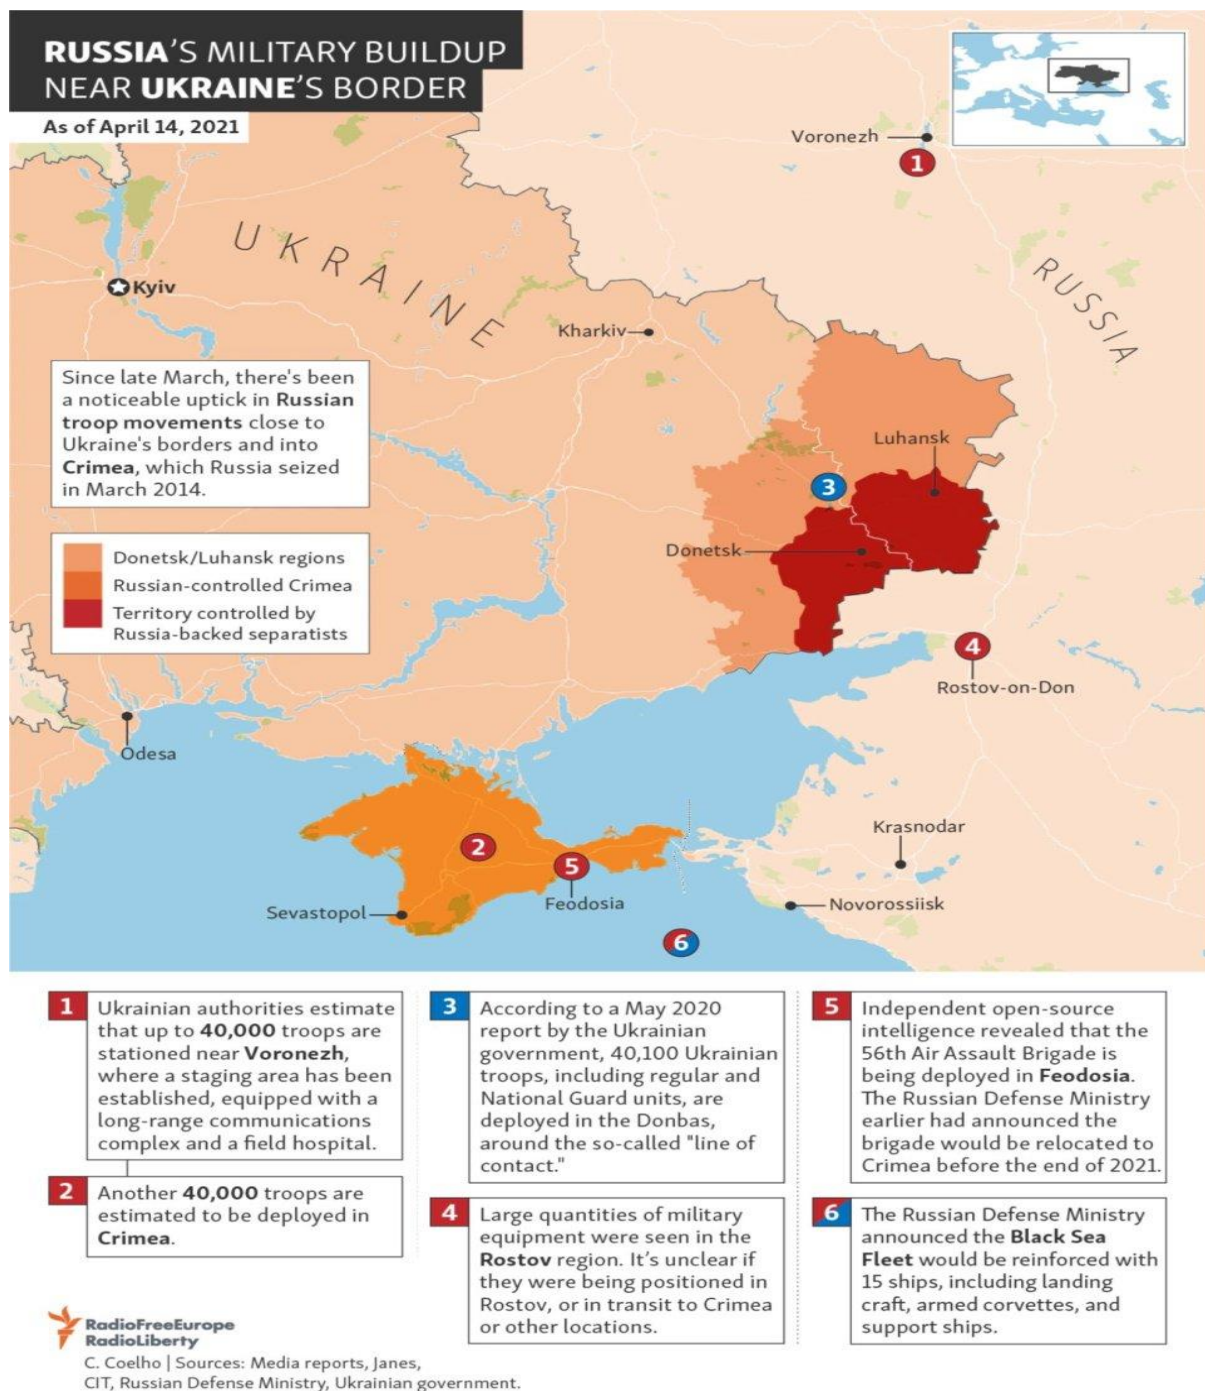 RUSSIA'S MILITARY BUILDUP
NEAR UKRAINE'S BORDER
As of April 14, 2021
Voronezh
1
UKRAINE
RUSSIA
Kyiv
Kharkiv
Since late March, there's been
a noticeable uptick in Russian
troop movements close to
Ukraine's borders and into
Crimea, which Russia seized
in March 2014.
Luhansk
3
Donetsk
Donetsk/Luhansk regions
Russian-controlled Crimea
Territory controlled by
Russia-backed separatists
4
Rostov-on-Don
Odesa
Krasnodar
2
5
Feodosia
Sevastopol
Novorossiisk
6
1
Ukrainian authorities estimate
that up to 40,000 troops are
stationed near Voronezh,
where a staging area has been
established, equipped with a
long-range communications
complex and a field hospital.
2
Another 40,000 troops are
estimated to be deployed in
Crimea.
3
According to a May 2020
report by the Ukrainian
government, 40,100 Ukrainian
troops, including regular and
National Guard units, are
deployed in the Donbas,
around the so-called "line of
contact."
4
Large quantities of military
equipment were seen in the
Rostov region. It's unclear if
they were being positioned in
Rostov, or in transit to Crimea
or other locations.
5
Independent open-source
intelligence revealed that the
56th Air Assault Brigade is
being deployed in Feodosia.
The Russian Defense Ministry
earlier had announced the
brigade would be relocated to
Crimea before the end of 2021.
6
The Russian Defense Ministry
announced the Black Sea
Fleet would be reinforced with
15 ships, including landing
craft, armed corvettes, and
support ships.
RadioFreeEurope
RadioLiberty
C. Coelho | Sources: Media reports, Janes,
CIT, Russian Defense Ministry, Ukrainian government.